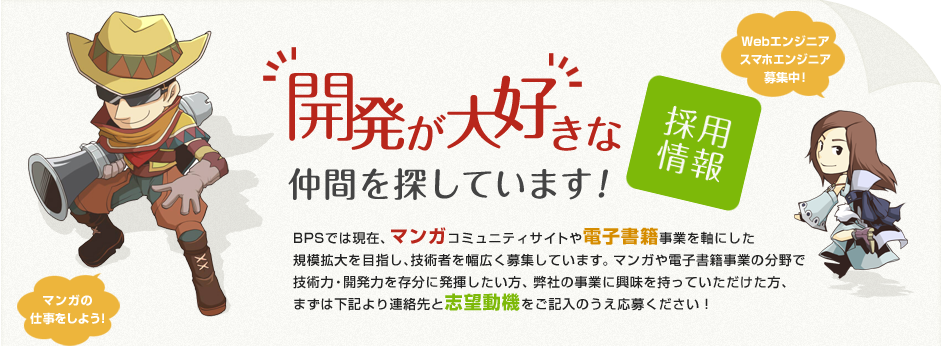 Webエンジニア
スマホエンジニア
募集中！
開発が大好きな
仲間を探しています！
採用
情報
BPSでは現在、マンガコミュニティサイトや電子書籍事業を軸にした
規模拡大を目指し、技術者を幅広く募集しています。マンガや電子書籍事業の分野で
技術力・開発力を存分に発揮したい方、弊社の事業に興味を持っていただけた方、
まずは下記より連絡先と志望動機をご記入のうえ応募ください！
マンガの
仕事をしよう！